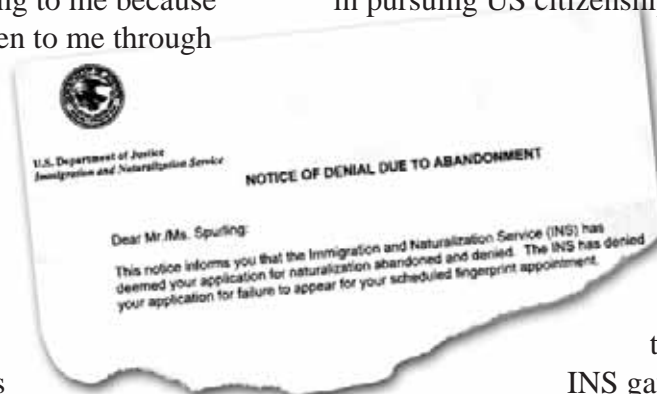 ng to me because
in pursuing US citizenshi
en to me through
U.S. Department of Justice
Immigration and Naturalization Service
NOTICE OF DENIAL DUE TO ABANDONMENT
Dear Mr./Ms. Spurling:
This notice informs you that the Immigration and Naturalization Service (INS) has
deemed your application for naturalization abandoned and denied. The INS has denied
your application for failure to appear for your scheduled fingerprint appointment.
t
s
INS ga